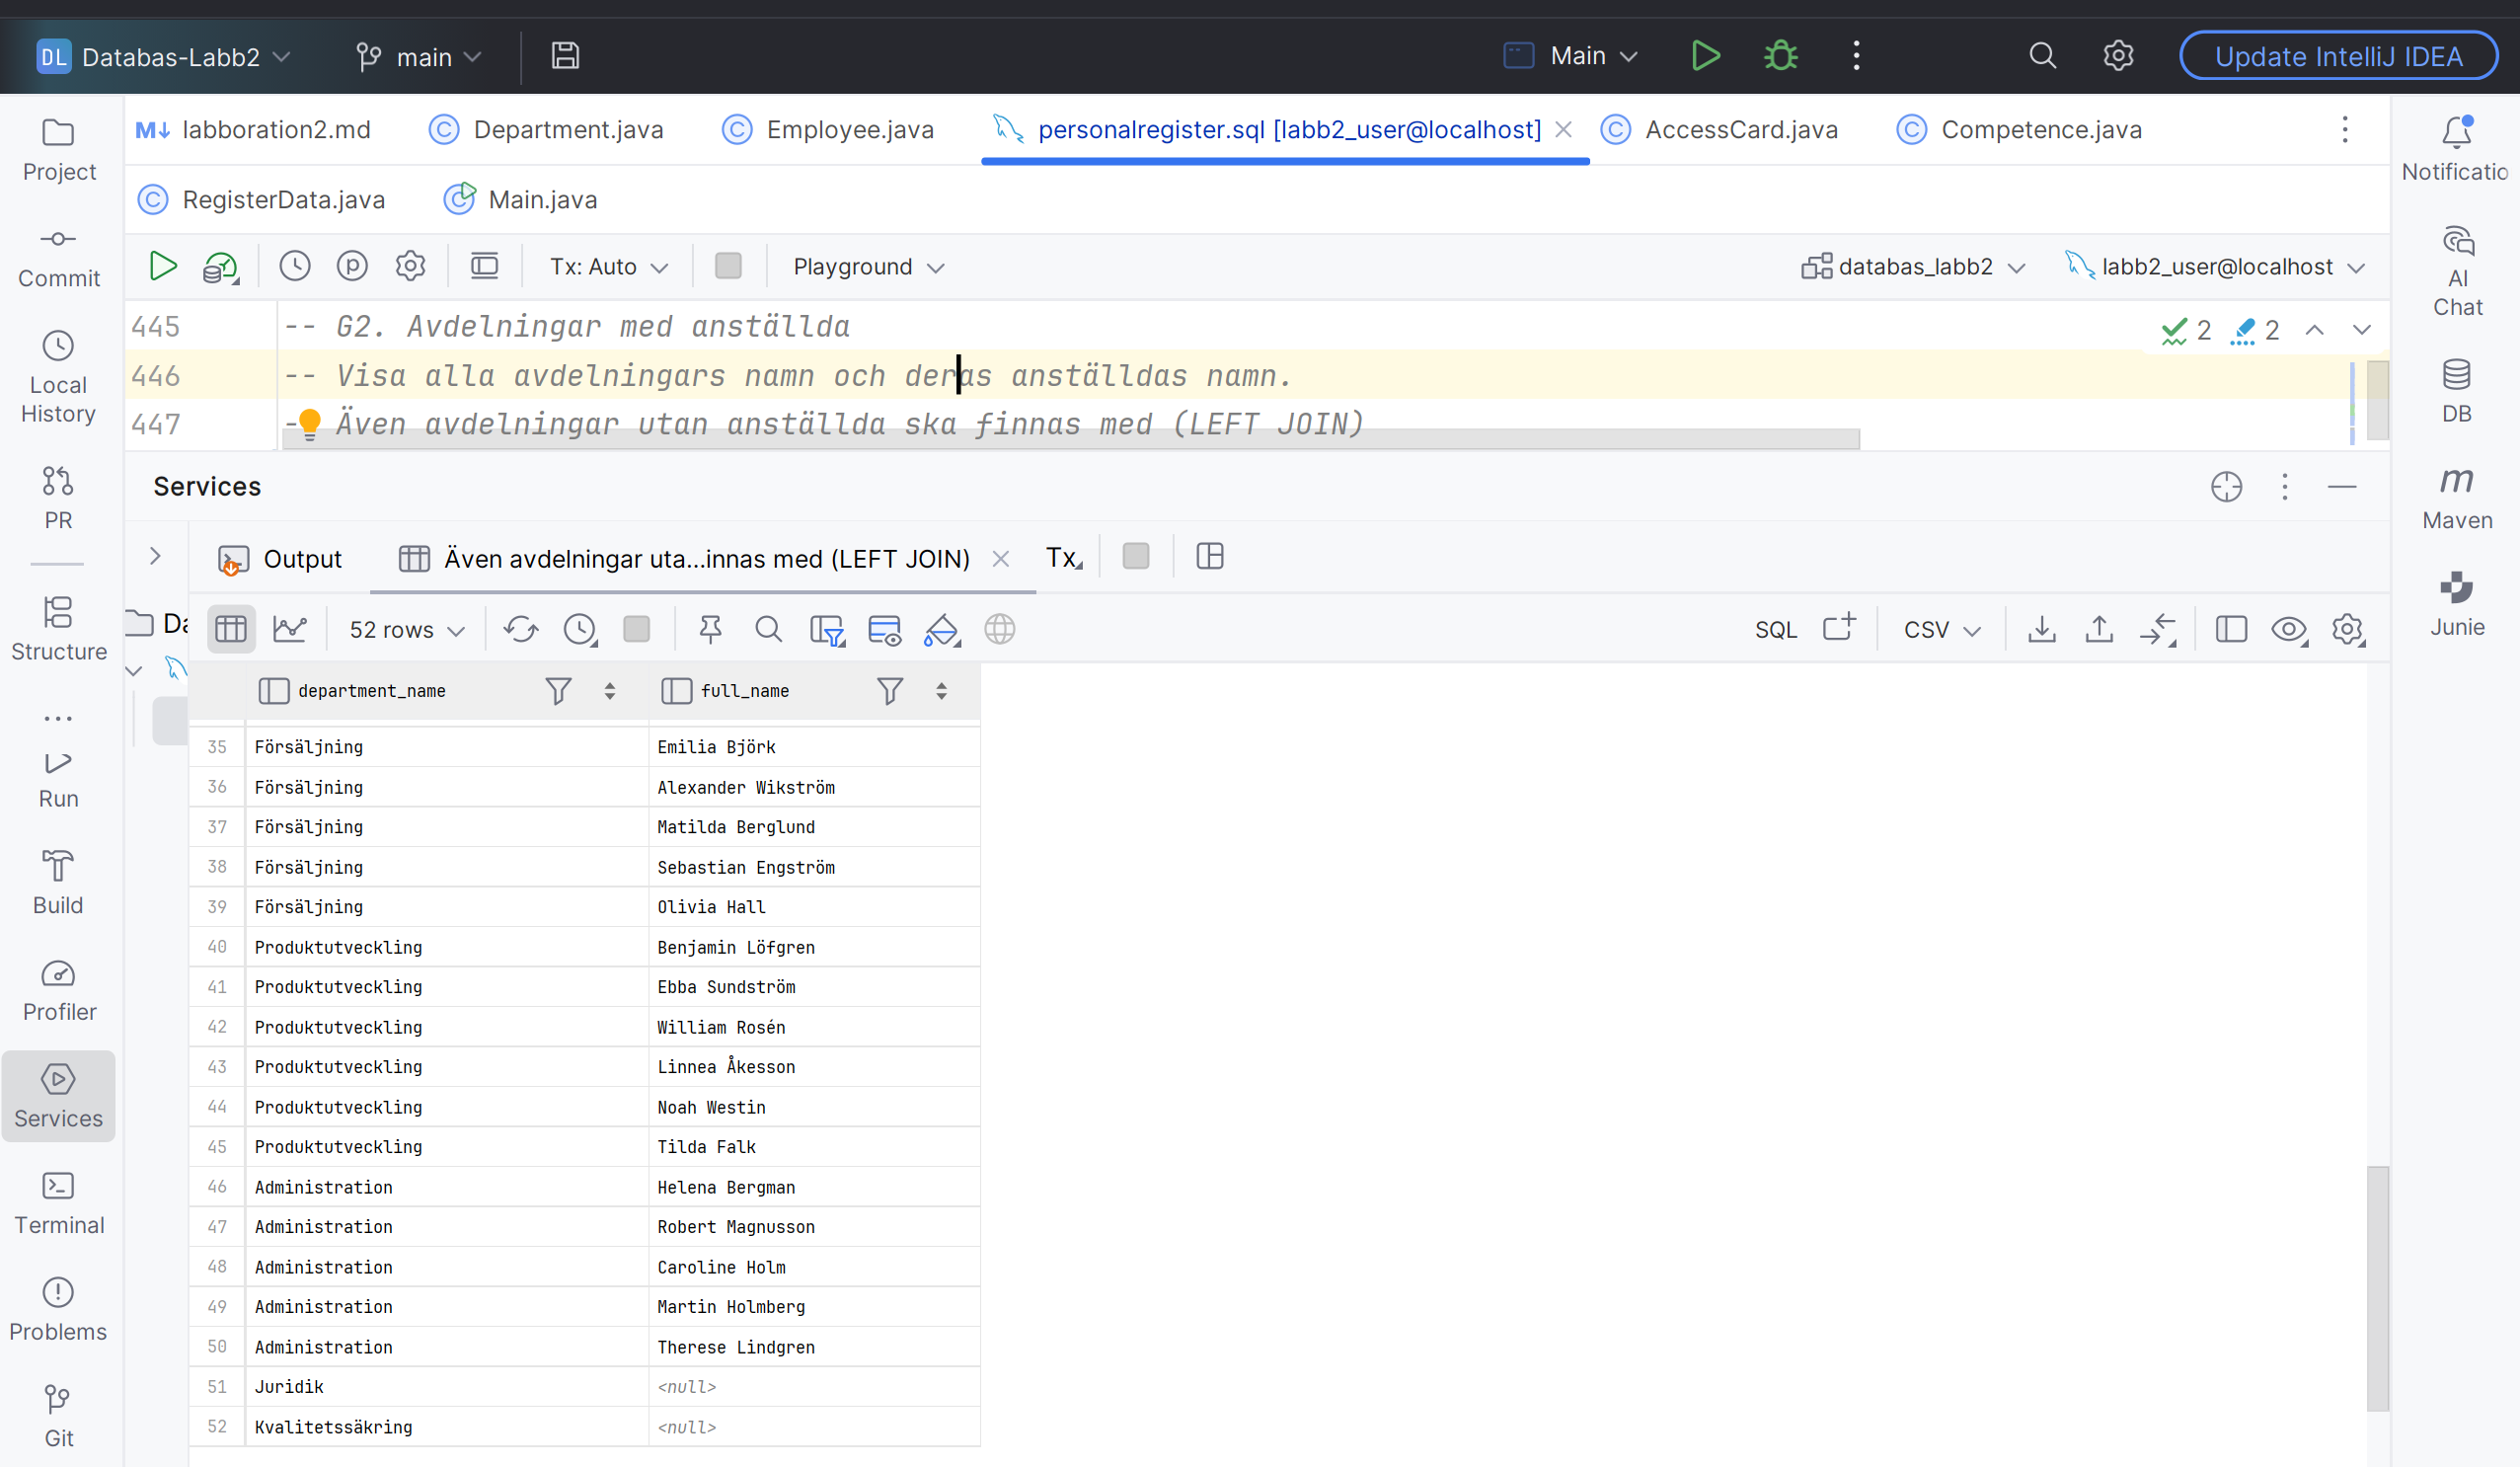 DL Databas-Labb2 main Main Update IntelliJ IDEA
M↓ labboration2.md Department.java Employee.java personalregister.sql [labb2_user@localhost] AccessCard.java Competence.java
RegisterData.java Main.java
Project
Commit
Local History
PR
Structure
Run
Build
Profiler
Services
Terminal
Problems
Git
Notificatio
AI Chat
DB
Maven
Junie
Tx: Auto Playground databas_labb2 labb2_user@localhost
445 -- G2. Avdelningar med anställda 2 2
446 -- Visa alla avdelningars namn och deras anställdas namn.
447 - Även avdelningar utan anställda ska finnas med (LEFT JOIN)
Services
Output Även avdelningar uta...innas med (LEFT JOIN) Tx
Da 52 rows SQL CSV
department_name full_name
35 Försäljning Emilia Björk
36 Försäljning Alexander Wikström
37 Försäljning Matilda Berglund
38 Försäljning Sebastian Engström
39 Försäljning Olivia Hall
40 Produktutveckling Benjamin Löfgren
41 Produktutveckling Ebba Sundström
42 Produktutveckling William Rosén
43 Produktutveckling Linnea Åkesson
44 Produktutveckling Noah Westin
45 Produktutveckling Tilda Falk
46 Administration Helena Bergman
47 Administration Robert Magnusson
48 Administration Caroline Holm
49 Administration Martin Holmberg
50 Administration Therese Lindgren
51 Juridik <null>
52 Kvalitetssäkring <null>